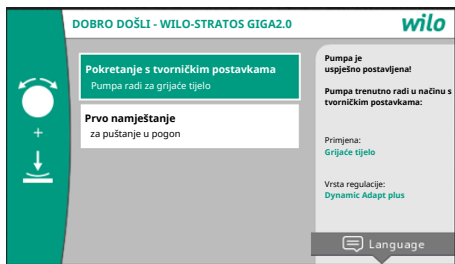 DOBRO DOŠLI - WILO-STRATOS GIGA2.0
wilo
Pokretanje s tvorničkim postavkama
Pumpa radi za grijaće tijelo
Prvo namještanje
za puštanje u pogon
Pumpa je
uspješno postavljena!
Pumpa trenutno radi u načinu s
tvorničkim postavkama:
Primjena:
Grijaće tijelo
Vrsta regulacije:
Dynamic Adapt plus
+
Language